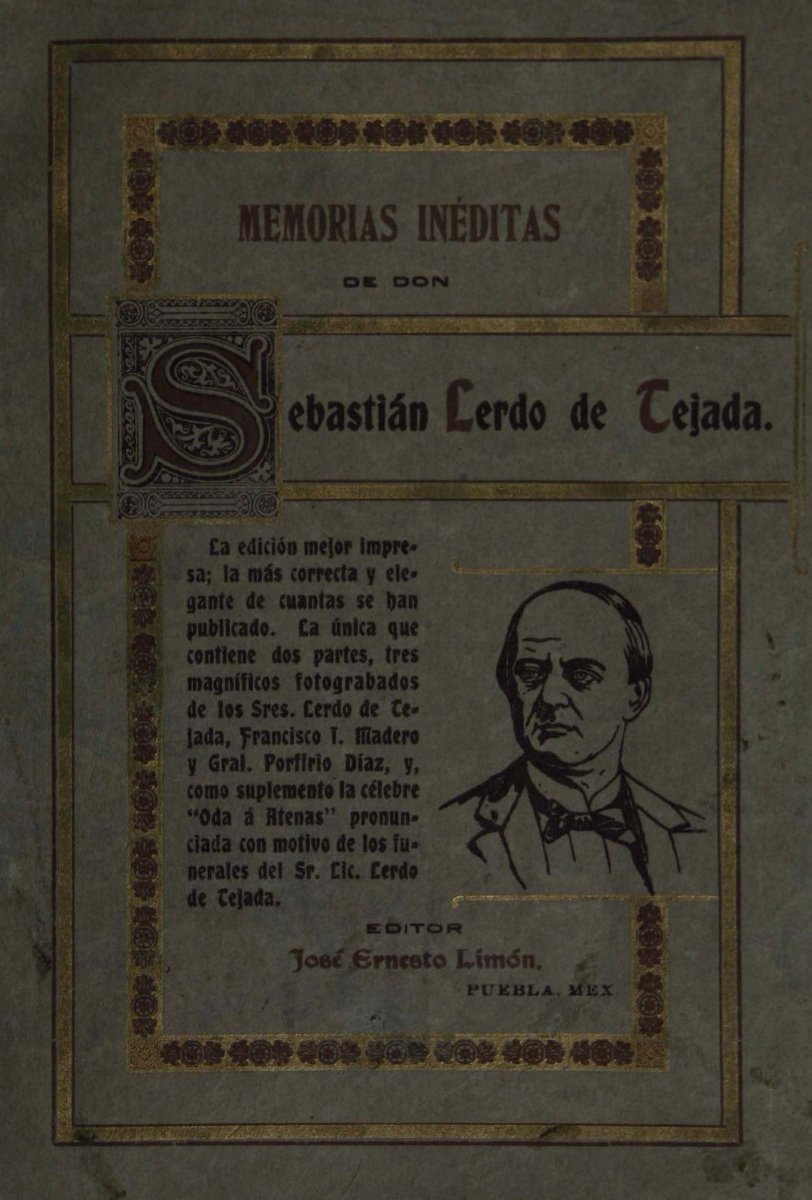 MEMORIAS INÉDITAS
DE DON
Sebastián Lerdo de Tejada.
La edición mejor impre-
sa; la más correcta y ele-
gante de cuantas se han
publicado. La única que
contiene dos partes, tres
magníficos fotograbados
de los Sres. Lerdo de Te-
jada, Francisco I. Madero
y Gral. Porfirio Díaz, y,
como suplemento la célebre
"Oda á Atenas" pronun-
ciada con motivo de los fu-
nerales del Sr. Lic. Lerdo
de Tejada.
EDITOR
José Ernesto Limón.
PUEBLA, MEX.